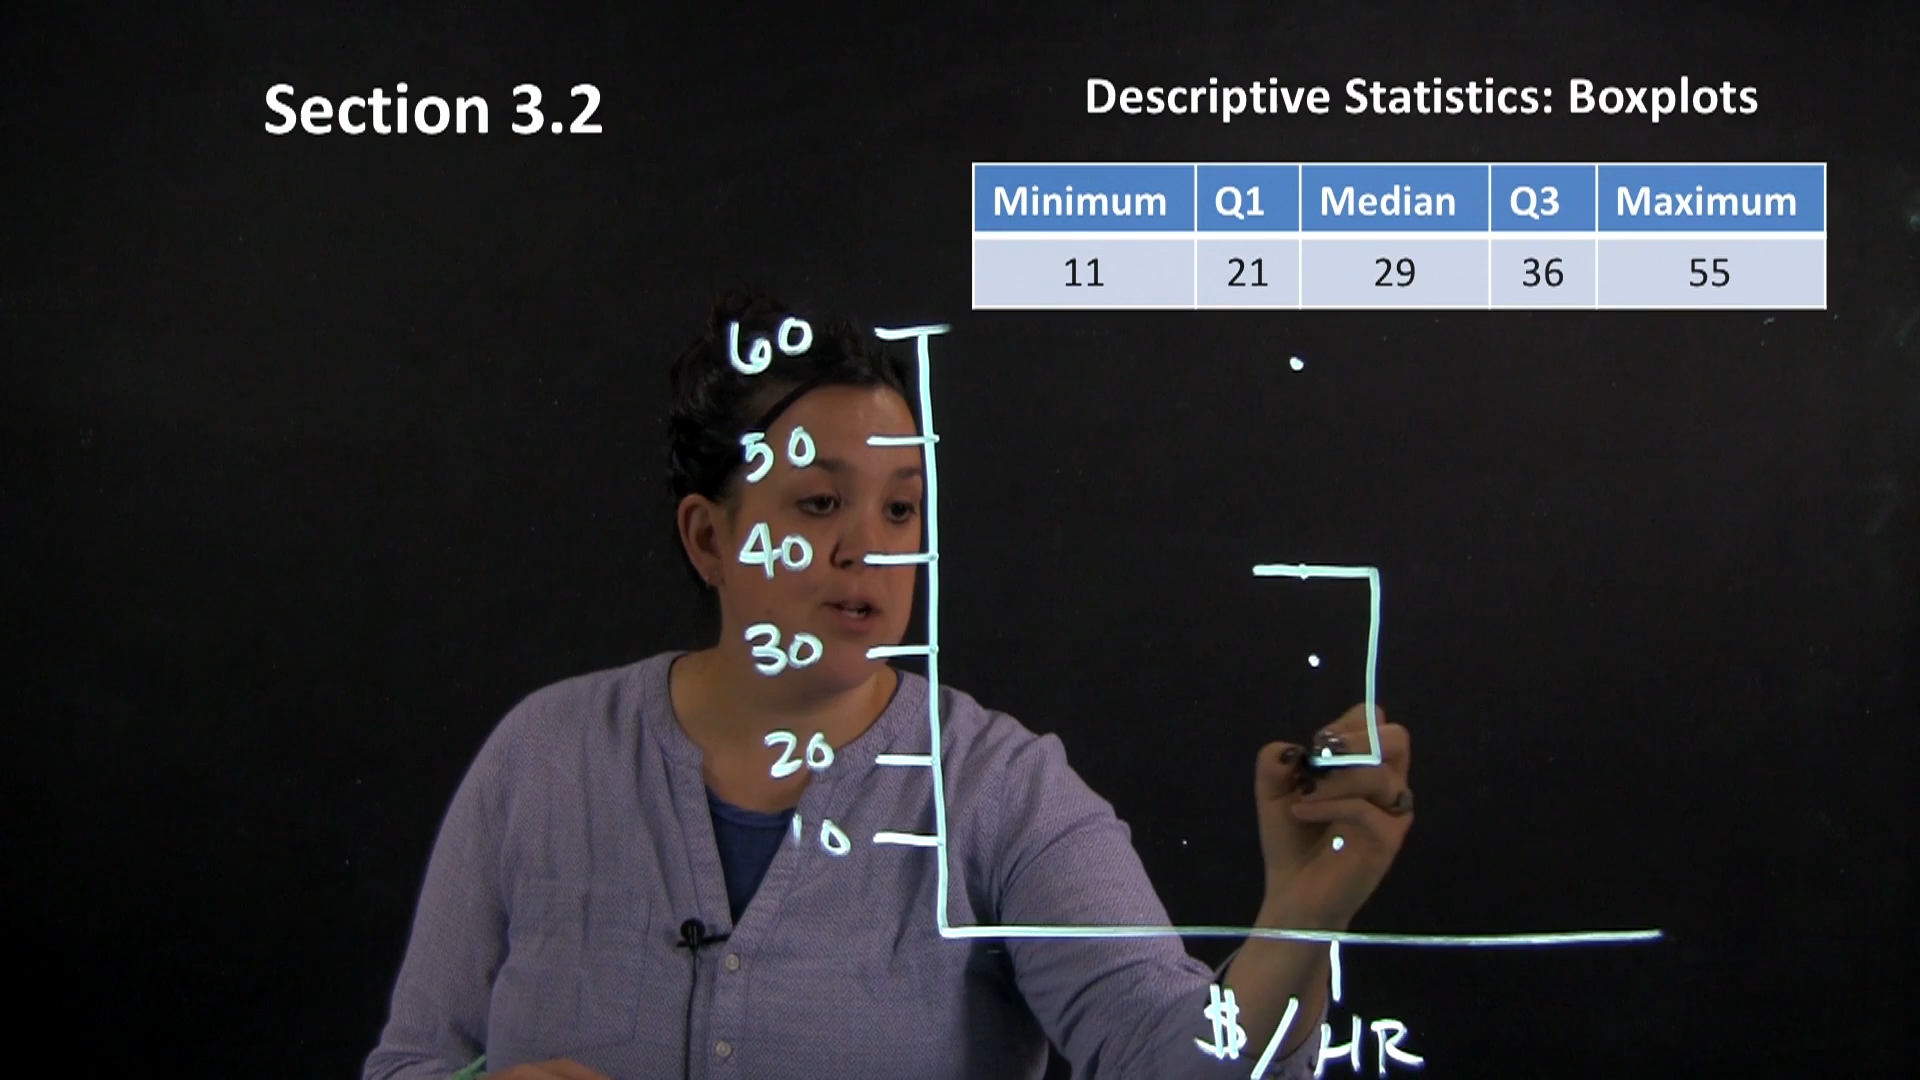 Section 3.2
Descriptive Statistics: Boxplots
Minimum Q1 Median Q3 Maximum
11 21 29 36 55
60
50
40
30
20
10
$/HR